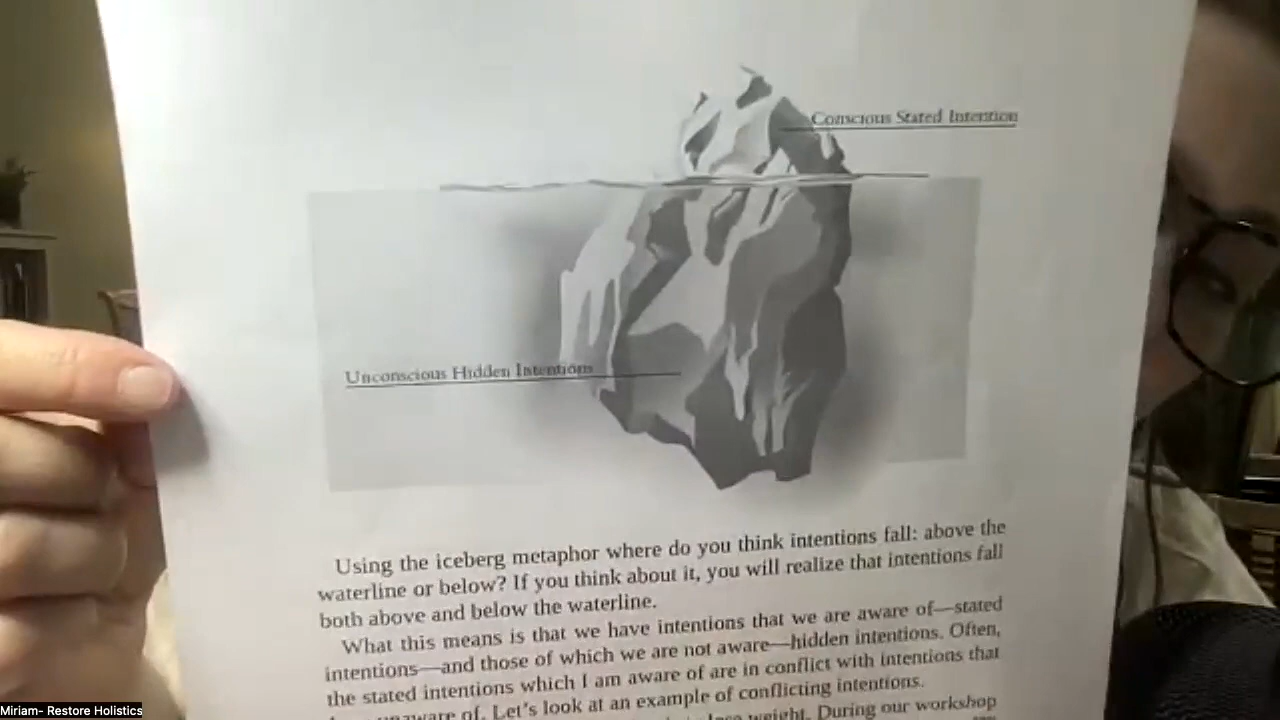 Conscious Stated Intention
Unconscious Hidden Intentions
Using the iceberg metaphor where do you think intentions fall: above the
waterline or below? If you think about it, you will realize that intentions fall
both above and below the waterline.
What this means is that we have intentions that we are aware of—stated
intentions—and those of which we are not aware—hidden intentions. Often,
the stated intentions which I am aware of are in conflict with intentions that
unaware of. Let's look at an example of conflicting intentions.
lose weight. During our workshop
Miriam- Restore Holistics